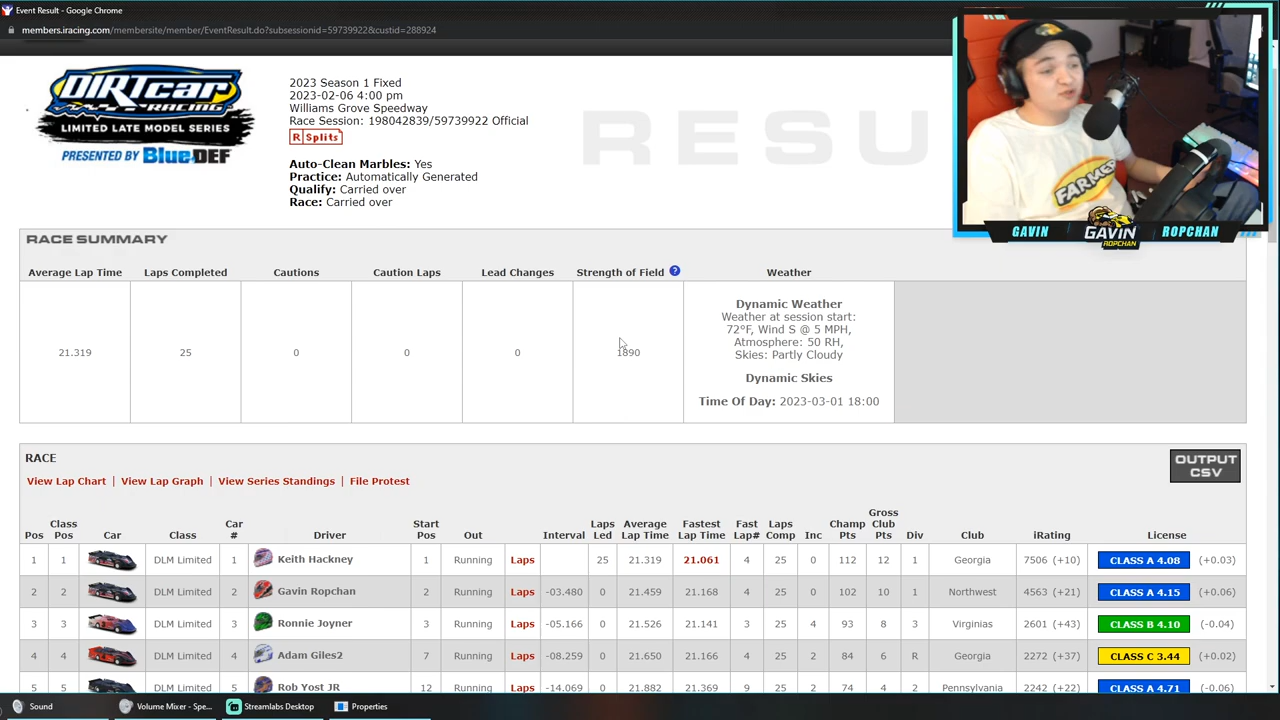 Event Result - Google Chrome
members.iracing.com/membersite/member/EventResult.do?subsessionid=59739922&custid=288924
DIRTcar
RACING
LIMITED LATE MODEL SERIES
PRESENTED BY BlueDEF
2023 Season 1 Fixed
2023-02-06 4:00 pm
Williams Grove Speedway
Race Session: 198042839/59739922 Official
R Splits
Auto-Clean Marbles: Yes
Practice: Automatically Generated
Qualify: Carried over
Race: Carried over
RESU
FARMER
GAVIN GAVIN ROPCHAN ROPCHAN
RACE SUMMARY
Average Lap Time Laps Completed Cautions Caution Laps Lead Changes Strength of Field ? Weather
21.319 25 0 0 0 1890
Dynamic Weather
Weather at session start:
72°F, Wind S @ 5 MPH,
Atmosphere: 50 RH,
Skies: Partly Cloudy
Dynamic Skies
Time Of Day: 2023-03-01 18:00
RACE
OUTPUT CSV
View Lap Chart | View Lap Graph | View Series Standings | File Protest
Pos Class Pos Car Class Car # Driver Start Pos Out Interval Laps Led Average Lap Time Fastest Lap Time Fast Lap# Laps Comp Inc Champ Pts Gross Club Pts Div Club iRating License
1 1 DLM Limited 1 Keith Hackney 1 Running Laps 25 21.319 21.061 4 25 0 112 12 1 Georgia 7506 (+10) CLASS A 4.08 (+0.03)
2 2 DLM Limited 2 Gavin Ropchan 2 Running Laps -03.480 0 21.459 21.168 4 25 0 102 10 1 Northwest 4563 (+21) CLASS A 4.15 (+0.06)
3 3 DLM Limited 3 Ronnie Joyner 3 Running Laps -05.166 0 21.526 21.141 3 25 4 93 8 3 Virginias 2601 (+43) CLASS B 4.10 (-0.04)
4 4 DLM Limited 4 Adam Giles2 7 Running Laps -08.259 0 21.650 21.166 4 25 2 84 6 R Georgia 2272 (+37) CLASS C 3.44 (+0.02)
5 5 DLM Limited 5 Rob Yost JR 12 Running Laps 0 21.882 21.369 9 25 4 74 4 2 Pennsylvania 2242 (+22) CLASS A 4.71 (-0.06)
Sound Volume Mixer - Spe... Streamlabs Desktop Properties